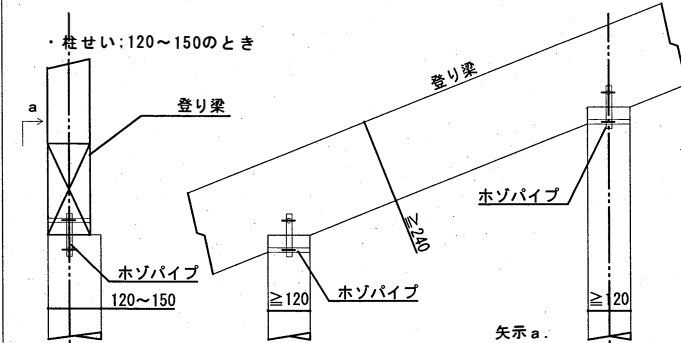 ・柱せい;120～150のとき
a
登り梁
登り梁
ホゾパイプ
≧240
ホゾパイプ
120～150
≧120
ホゾパイプ
≧120
矢示a.